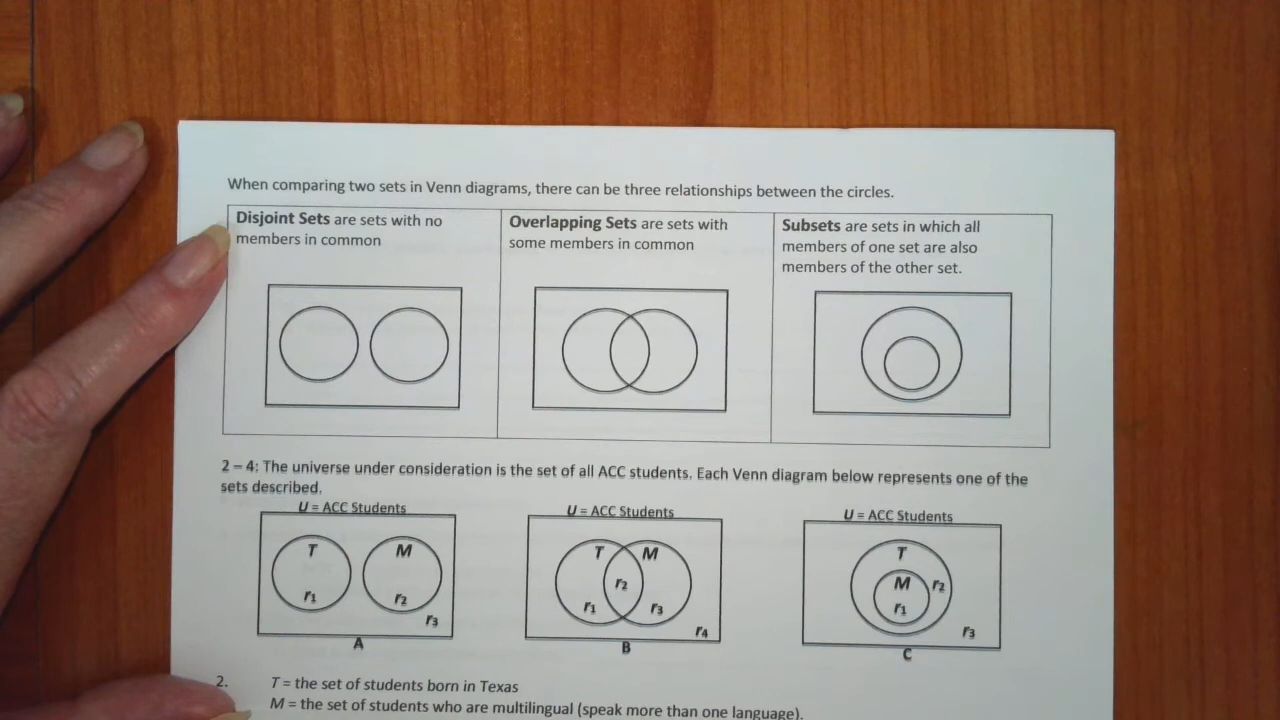 When comparing two sets in Venn diagrams, there can be three relationships between the circles.
Disjoint Sets are sets with no
members in common
Overlapping Sets are sets with
some members in common
Subsets are sets in which all
members of one set are also
members of the other set.
2 – 4: The universe under consideration is the set of all ACC students. Each Venn diagram below represents one of the
sets described.
U = ACC Students
T M
r1 r2
r3
A
U = ACC Students
T M
r2
r1 r3
r4
B
U = ACC Students
T
M r2
r1
r3
C
2. T = the set of students born in Texas
M = the set of students who are multilingual (speak more than one language).